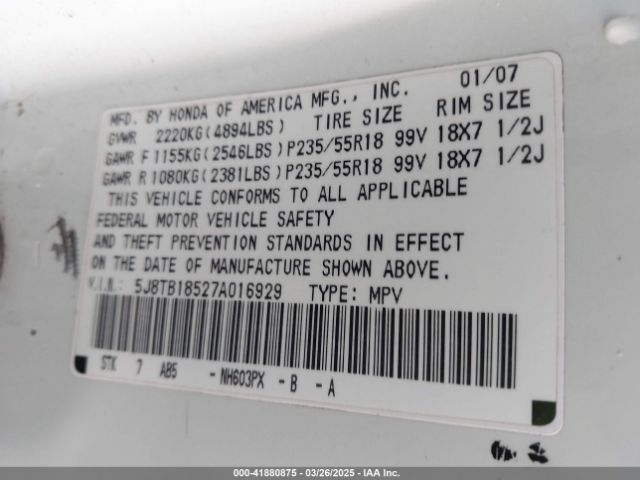 MFD. BY HONDA OF AMERICA MFG., INC. 01/07
GVWR 2220KG(4894LBS) TIRE SIZE RIM SIZE
GAWR F 1155KG(2546LBS) P235/55R18 99V 18X7 1/2J
GAWR R 1080KG(2381LBS) P235/55R18 99V 18X7 1/2J
THIS VEHICLE CONFORMS TO ALL APPLICABLE
FEDERAL MOTOR VEHICLE SAFETY
AND THEFT PREVENTION STANDARDS IN EFFECT
ON THE DATE OF MANUFACTURE SHOWN ABOVE.
V.I.N.: 5J8TB18527A016929 TYPE: MPV
STK 7 AB5 -NH603PX -B -A
000-41880875 - 03/26/2025 - IAA Inc.